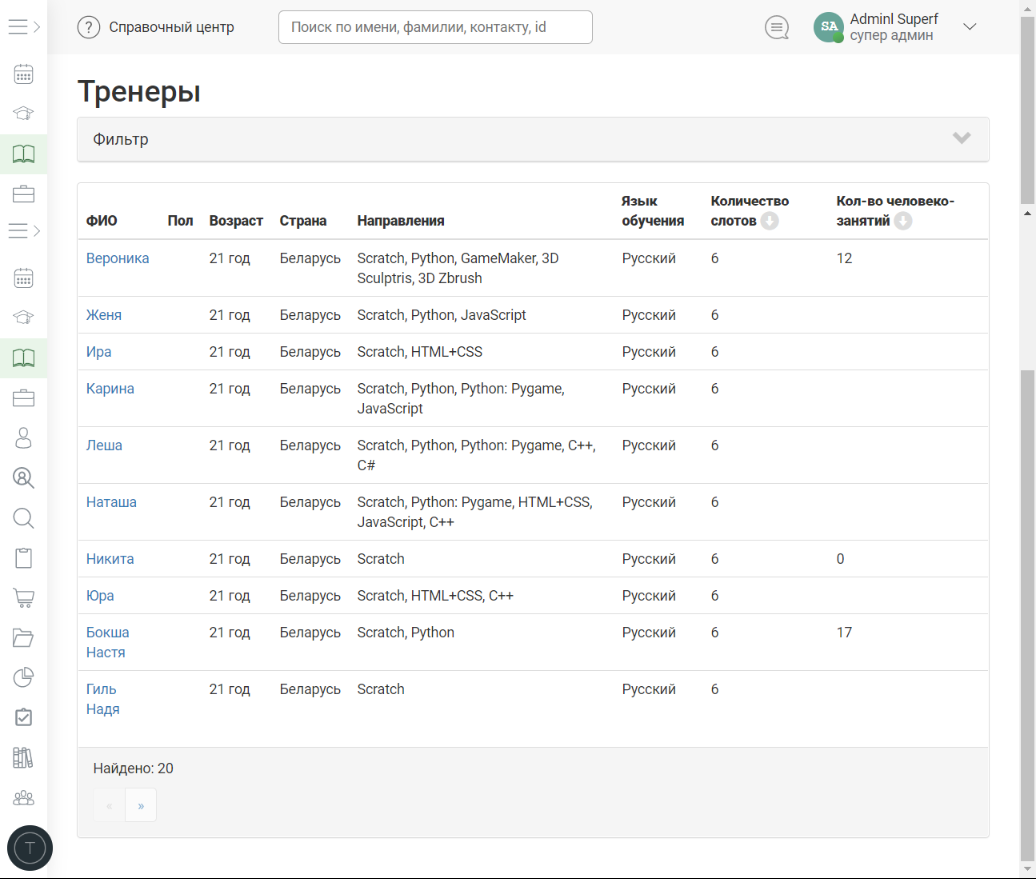 ? Справочный центр Поиск по имени, фамилии, контакту, id SA Adminl Superf
супер админ
Тренеры
Фильтр
ФИО Пол Возраст Страна Направления Язык обучения Количество слотов Кол-во человеко-занятий
Вероника 21 год Беларусь Scratch, Python, GameMaker, 3D Русский 6 12
Sculptris, 3D Zbrush
Женя 21 год Беларусь Scratch, Python, JavaScript Русский 6
Ира 21 год Беларусь Scratch, HTML+CSS Русский 6
Карина 21 год Беларусь Scratch, Python, Python: Pygame, Русский 6
JavaScript
Леша 21 год Беларусь Scratch, Python, Python: Pygame, C++, Русский 6
C#
Наташа 21 год Беларусь Scratch, Python: Pygame, HTML+CSS, Русский 6
JavaScript, C++
Никита 21 год Беларусь Scratch Русский 6 0
Юра 21 год Беларусь Scratch, HTML+CSS, C++ Русский 6
Бокша 21 год Беларусь Scratch, Python Русский 6 17
Настя
Гиль 21 год Беларусь Scratch Русский 6
Надя
Найдено: 20
« »
T